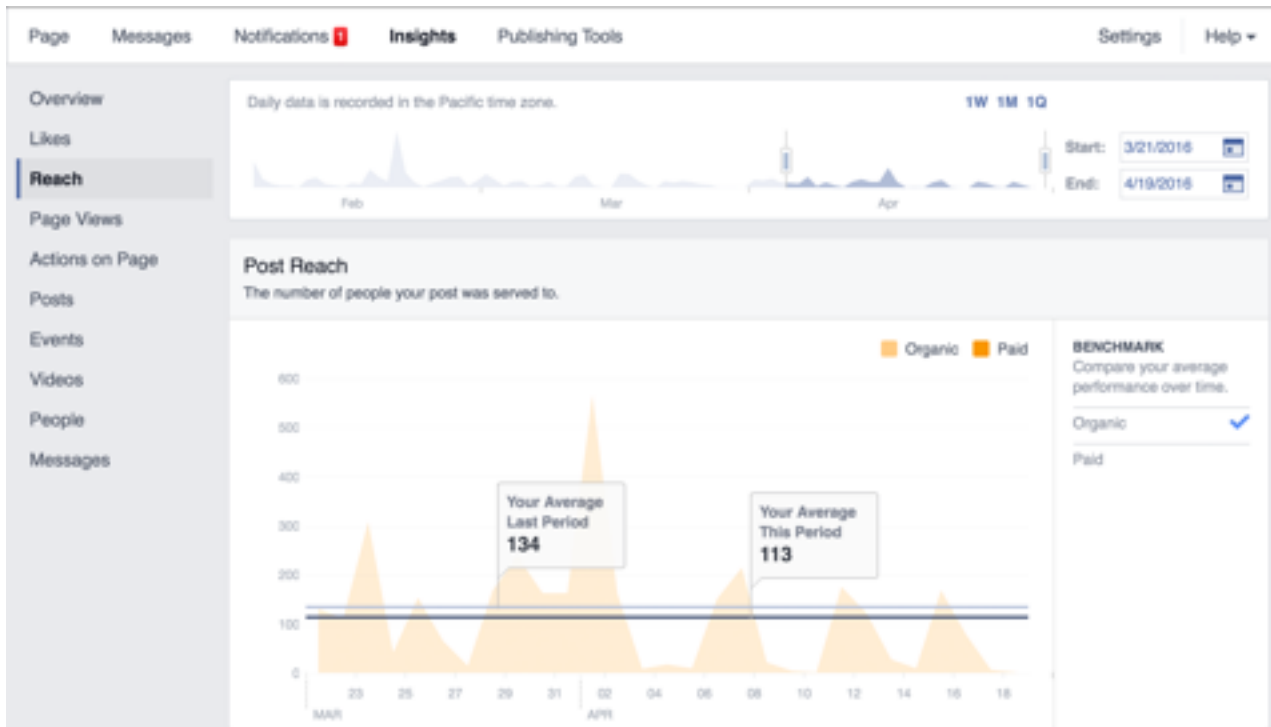 Page Messages Notifications 1 Insights Publishing Tools Settings Help
Overview
Likes
Reach
Page Views
Actions on Page
Posts
Events
Videos
People
Messages
Daily data is recorded in the Pacific time zone.
1W 1M 1Q
Start: 3/21/2016
End: 4/19/2016
Feb Mar Apr
Post Reach
The number of people your post was served to.
Organic Paid
600
500
400
300
200
100
0
Your Average
Last Period
134
Your Average
This Period
113
23 25 27 29 31 02 04 06 08 10 12 14 16 18
MAR APR
BENCHMARK
Compare your average
performance over time.
Organic
Paid